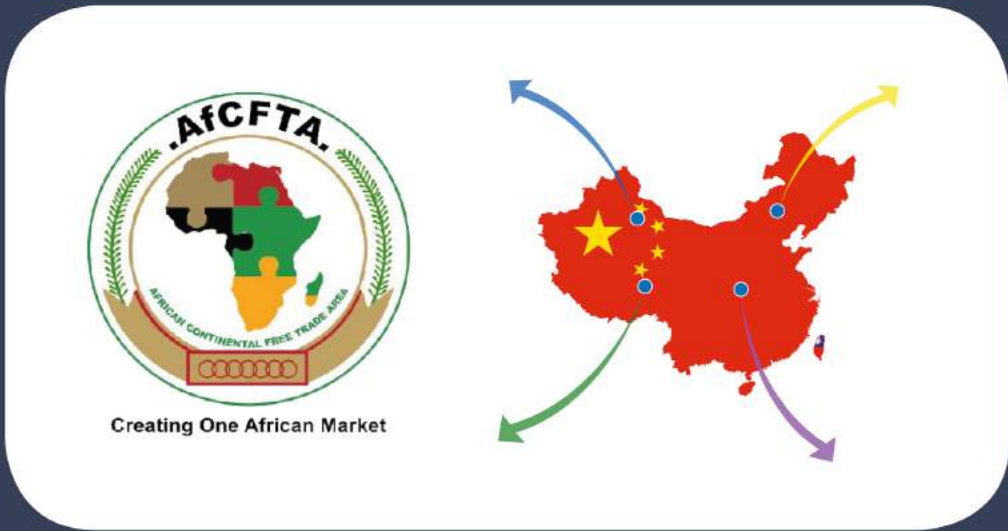 .AfCFTA.
AFRICAN CONTINENTAL FREE TRADE AREA
Creating One African Market